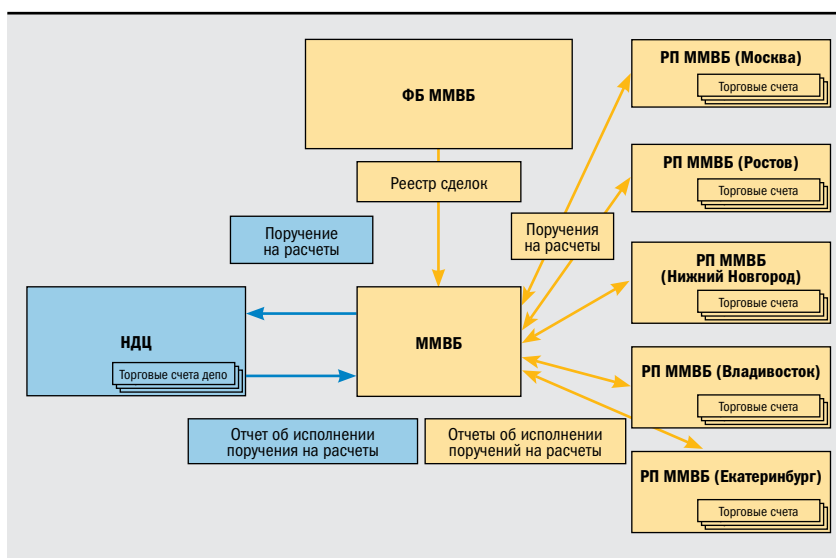 ФБ ММВБ
Реестр сделок
Поручение
на расчеты
Поручения
на расчеты
НДЦ
Торговые счета депо
ММВБ
Отчет об исполнении
поручения на расчеты
Отчеты об исполнении
поручений на расчеты
РП ММВБ (Москва)
Торговые счета
РП ММВБ (Ростов)
Торговые счета
РП ММВБ
(Нижний Новгород)
Торговые счета
РП ММВБ (Владивосток)
Торговые счета
РП ММВБ (Екатеринбург)
Торговые счета